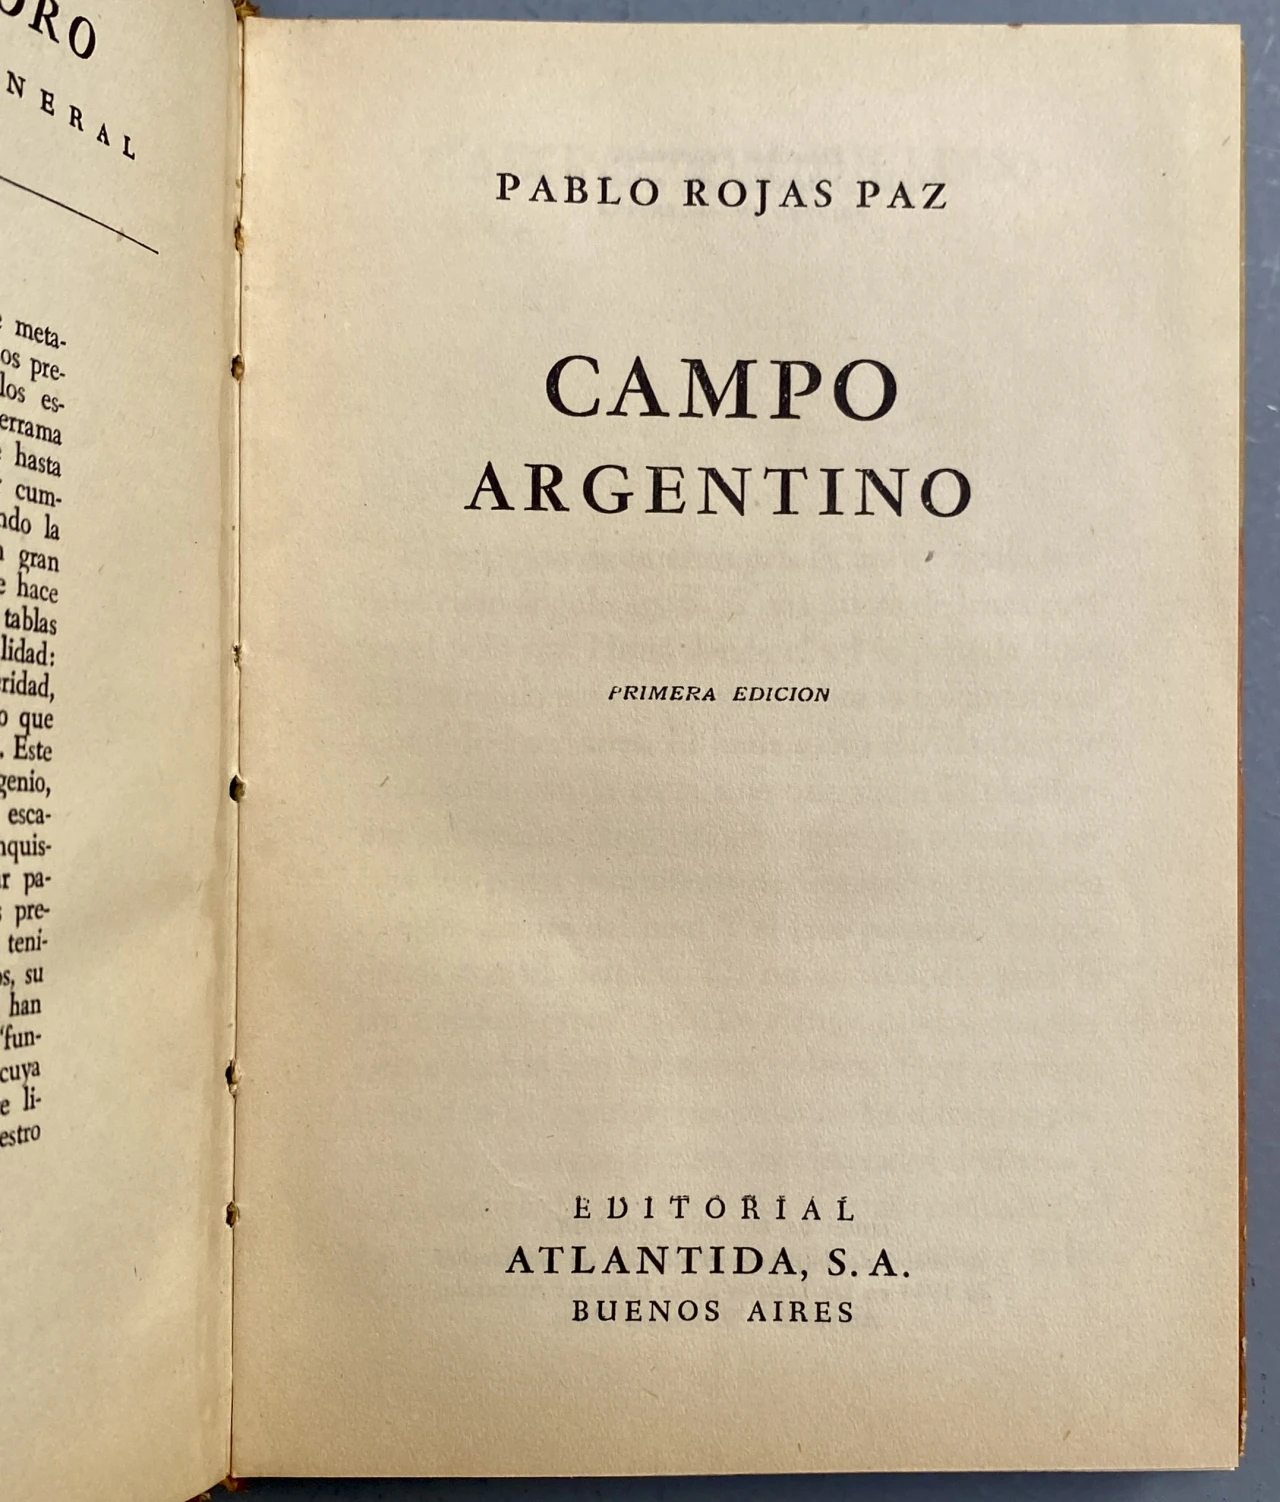 ORO
NERAL
meta-
os pre-
los es-
errama
hasta
cum-
ndo la
gran
hace
tablas
lidad:
ridad,
o que
. Este
genio,
esca-
nquis-
r pa-
pre-
teni-
os, su
han
"fun-
cuya
e li-
estro
PABLO ROJAS PAZ
CAMPO
ARGENTINO
PRIMERA EDICION
EDITORIAL
ATLANTIDA, S. A.
BUENOS AIRES